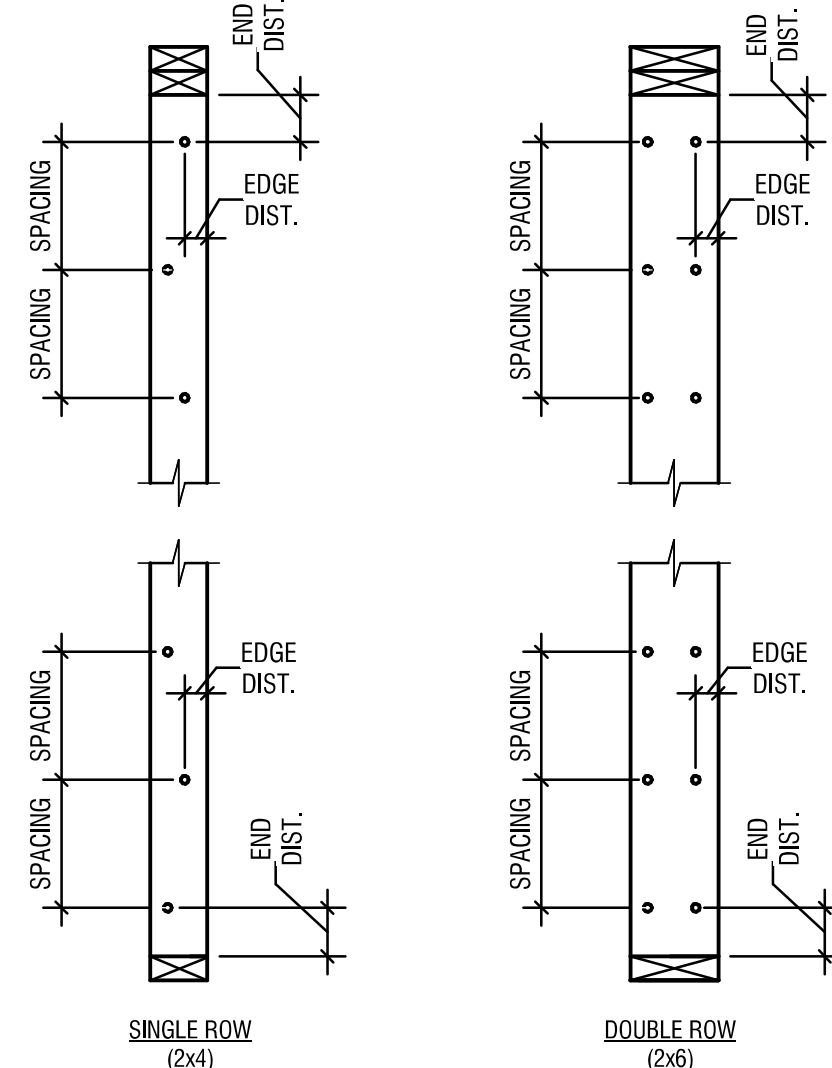 END
DIST.
SPACING
EDGE
DIST.
SPACING
EDGE
DIST.
SPACING
END
DIST.
SPACING
SINGLE ROW
(2x4)
END
DIST.
SPACING
EDGE
DIST.
SPACING
EDGE
DIST.
SPACING
END
DIST.
SPACING
DOUBLE ROW
(2x6)